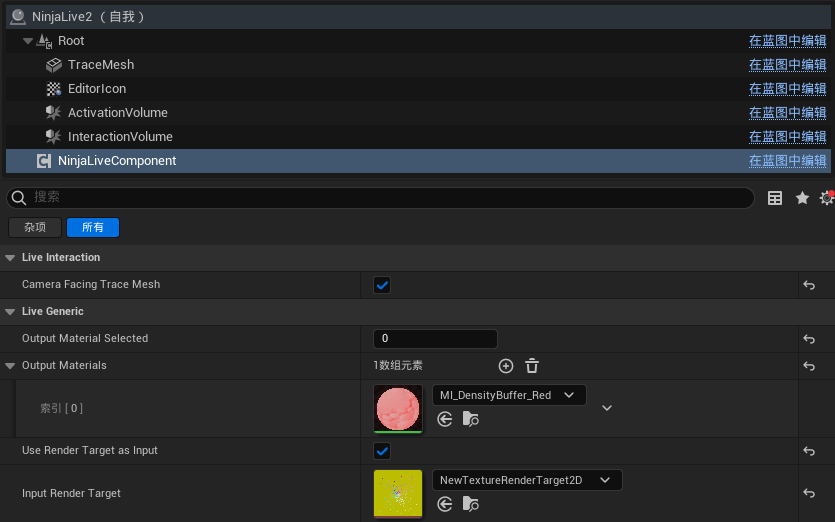 NinjaLive2 （自我）
Root 在蓝图中编辑
TraceMesh 在蓝图中编辑
EditorIcon 在蓝图中编辑
ActivationVolume 在蓝图中编辑
InteractionVolume 在蓝图中编辑
NinjaLiveComponent 在蓝图中编辑
搜索
杂项 所有
Live Interaction
Camera Facing Trace Mesh
Live Generic
Output Material Selected 0
Output Materials 1数组元素
索引 [ 0 ] MI_DensityBuffer_Red
Use Render Target as Input
Input Render Target NewTextureRenderTarget2D